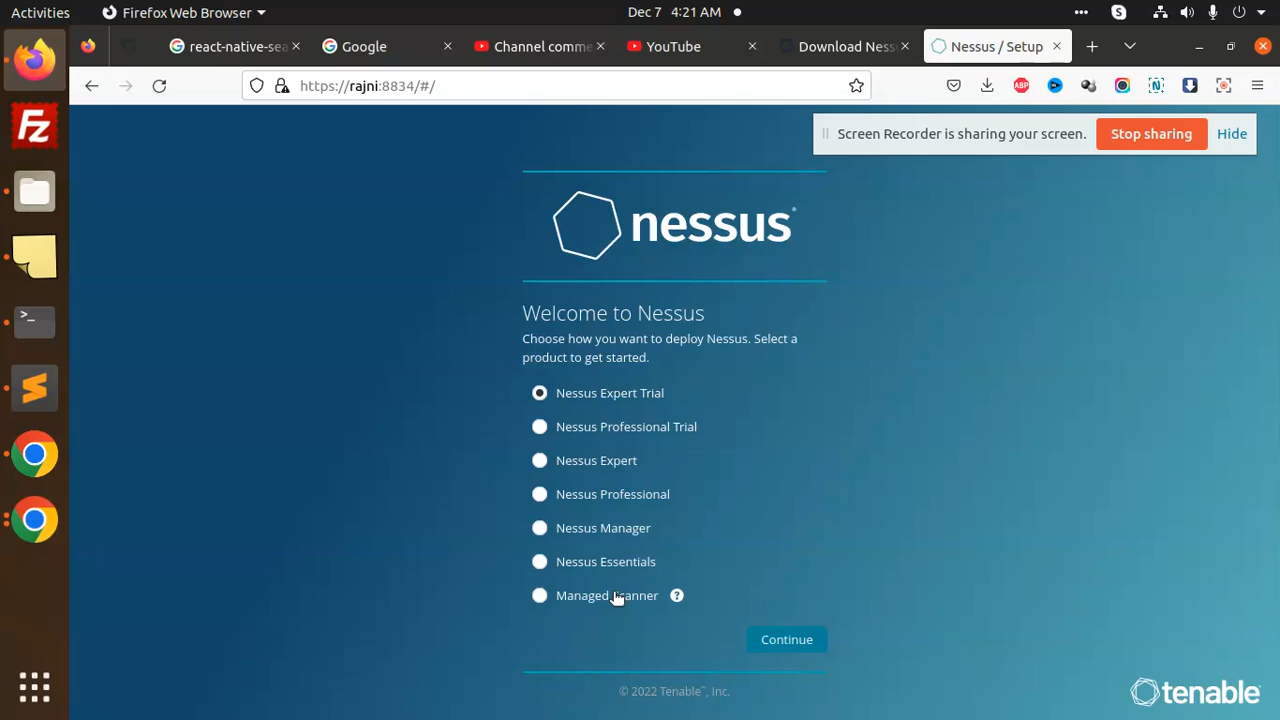 Activities
Firefox Web Browser
Dec 7 4:21 AM
react-native-sea
Google
Channel comme
YouTube
Download Ness
Nessus / Setup
https://rajni:8834/#/
Screen Recorder is sharing your screen.
Stop sharing
Hide
nessus
Welcome to Nessus
Choose how you want to deploy Nessus. Select a
product to get started.
Nessus Expert Trial
Nessus Professional Trial
Nessus Expert
Nessus Professional
Nessus Manager
Nessus Essentials
Managed Scanner ?
Continue
© 2022 Tenable™, Inc.
tenable